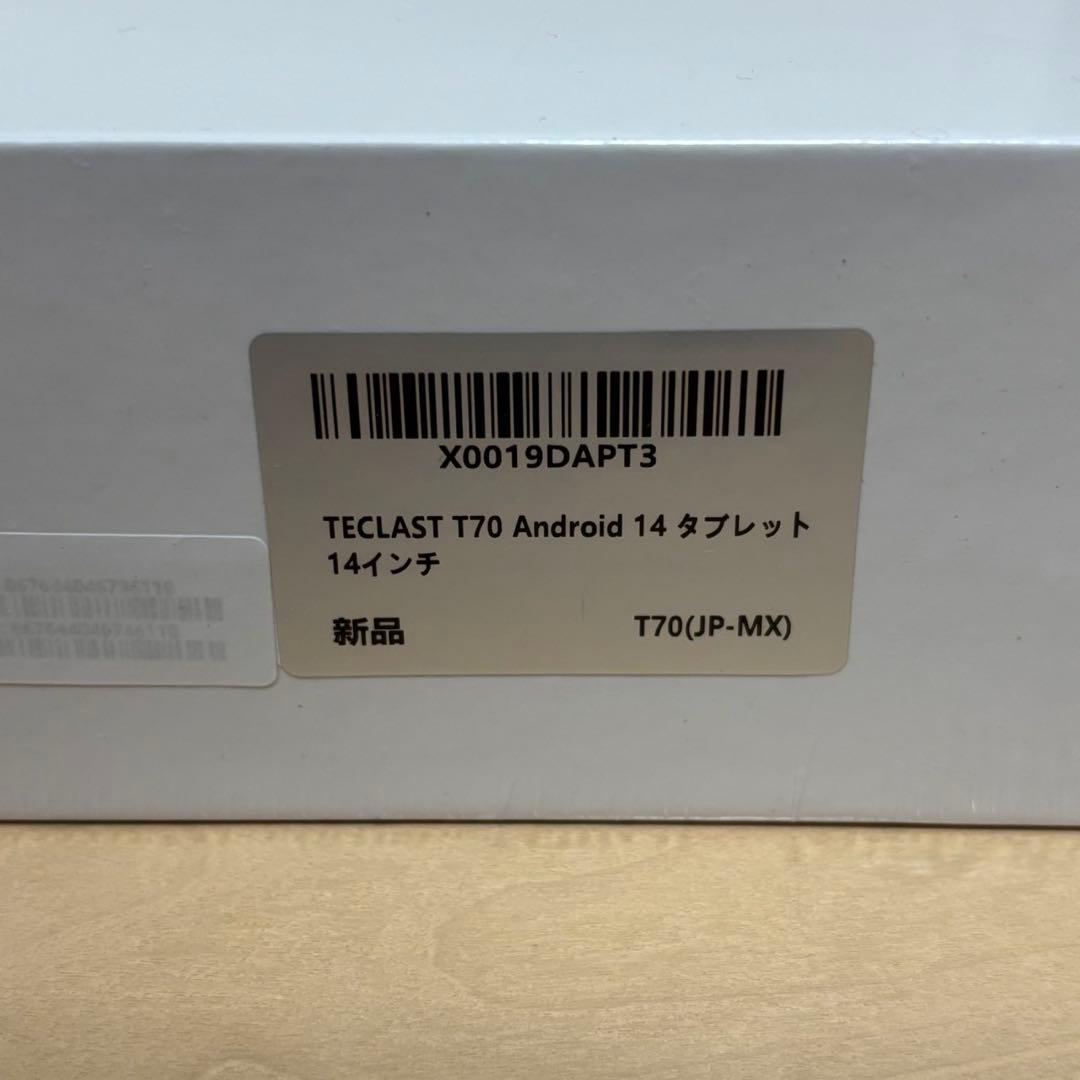 X0019DAPT3
TECLAST T70 Android 14 タブレット
14インチ
新品
T70(JP-MX)